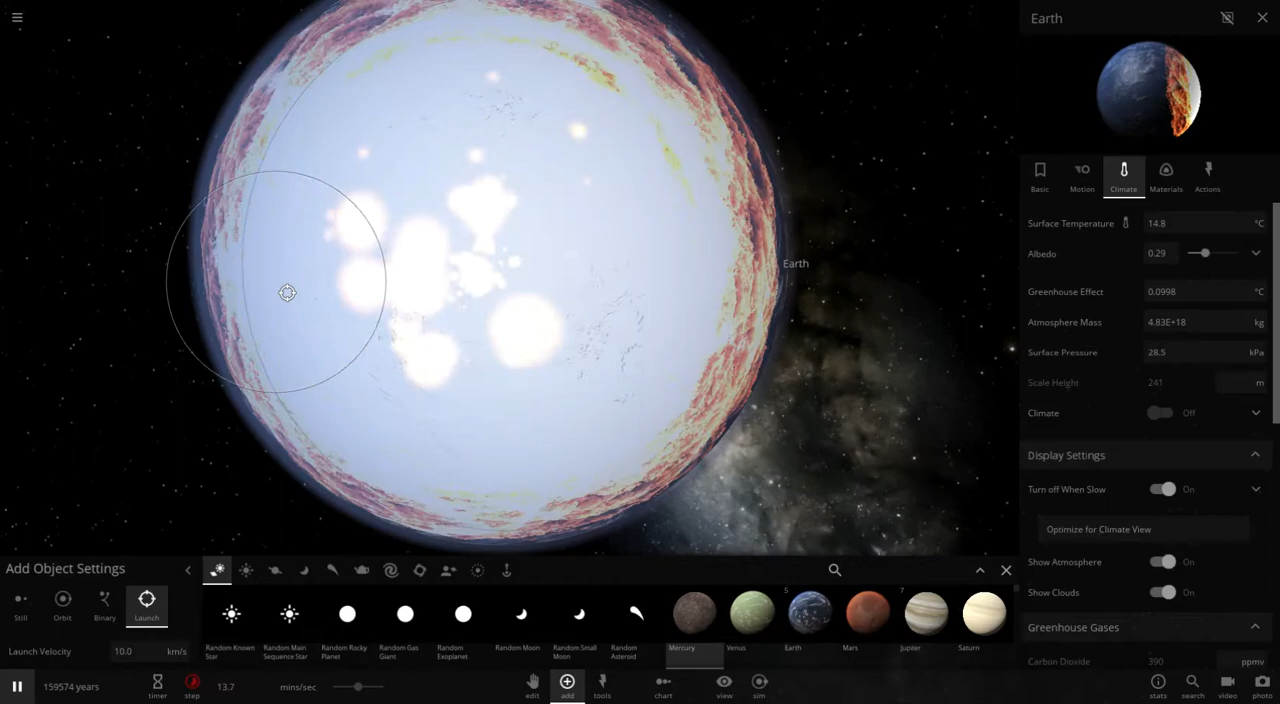 Earth
Basic
Motion
Climate
Materials
Actions
Surface Temperature 14.8 °C
Albedo 0.29
Greenhouse Effect 0.0998 °C
Atmosphere Mass 4.83E+18 kg
Surface Pressure 28.5 kPa
Scale Height 241 m
Climate Off
Display Settings
Turn off When Slow On
Optimize for Climate View
Show Atmosphere On
Show Clouds On
Greenhouse Gases
Carbon Dioxide 390 ppmv
Earth
Add Object Settings
Still
Orbit
Binary
Launch
Launch Velocity 10.0 km/s
Random Known Star
Random Main Sequence Star
Random Rocky Planet
Random Gas Giant
Random Exoplanet
Random Moon
Random Small Moon
Random Asteroid
Mercury
Venus
5
Earth
Mars
7
Jupiter
Saturn
159574 years
timer
step
13.7 mins/sec
edit
add
tools
chart
view
sim
stats
search
video
photo